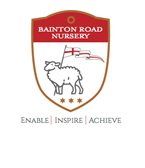 BAINTON ROAD
NURSERY
ENABLE| INSPIRE| ACHIEVE